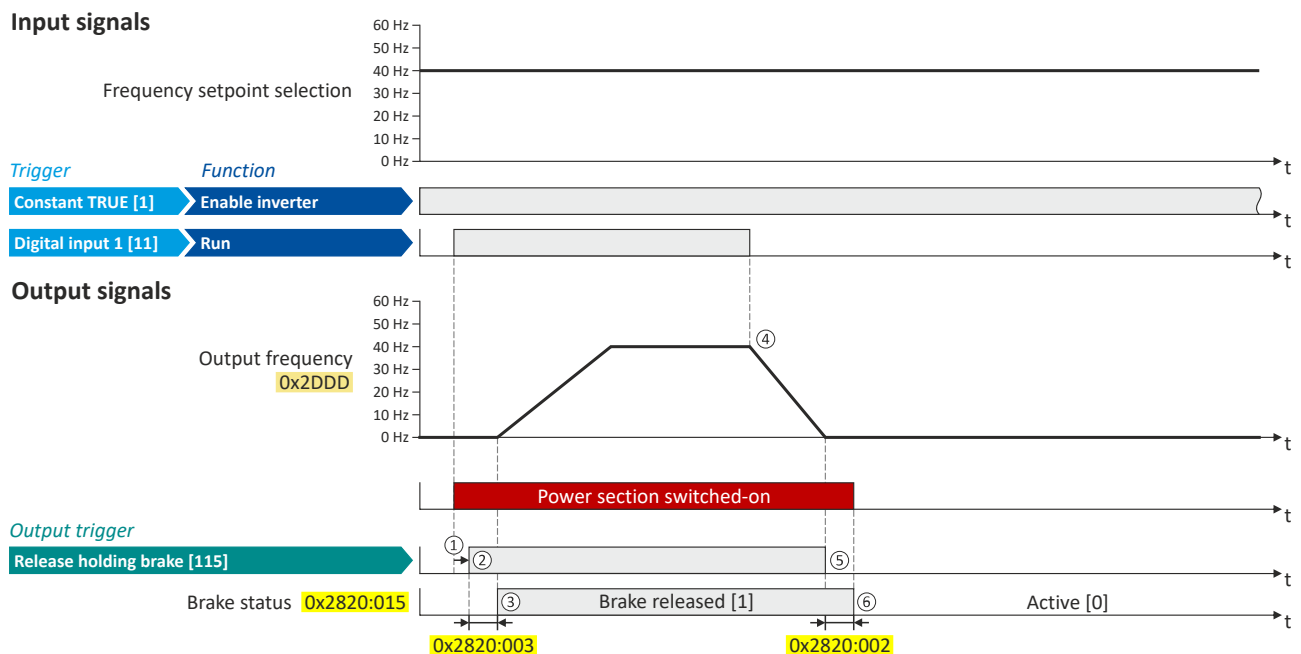 Input signals
60 Hz
50 Hz
40 Hz
Frequency setpoint selection
30 Hz
20 Hz
10 Hz
0 Hz
t
Trigger Function
Constant TRUE [1] Enable inverter
t
Digital input 1 [11] Run
t
Output signals
60 Hz
50 Hz
40 Hz
④
Output frequency
0x2DDD
30 Hz
20 Hz
10 Hz
0 Hz
t
Power section switched-on
t
Output trigger
Release holding brake [115]
① ② ⑤
t
Brake status 0x2820:015
③ Brake released [1] ⑥ Active [0]
t
0x2820:003 0x2820:002